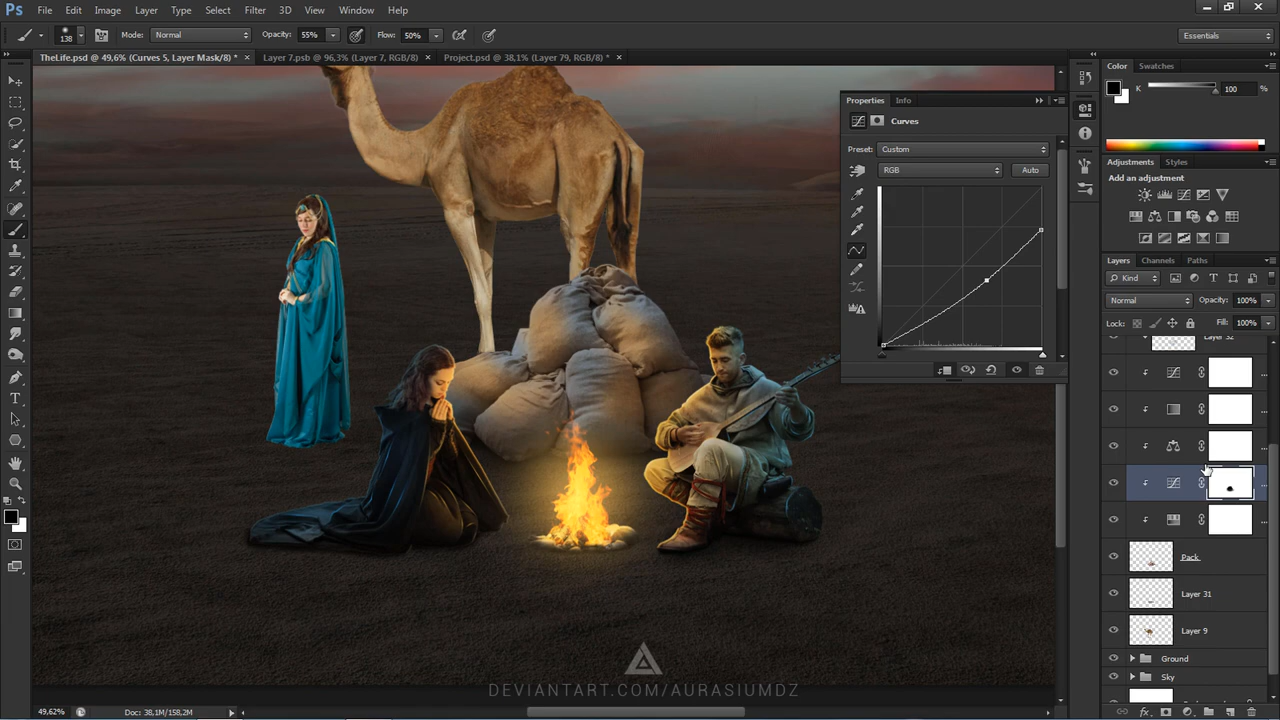 Ps File Edit Image Layer Type Select Filter 3D View Window Help
138 Mode: Normal Opacity: 55% Flow: 50% Essentials
TheLife.psd @ 49,6% (Curves 5, Layer Mask/8) * × Layer 7.psb @ 96,3% (Layer 7, RGB/8) × Project.psd @ 38,1% (Layer 79, RGB/8) * ×
Color Swatches
K 100 %
Properties Info
Curves
Preset: Custom
RGB Auto
Adjustments Styles
Add an adjustment
Layers Channels Paths
Kind
Normal Opacity: 100%
Lock: Fill: 100%
Layer 32
Pack
Layer 31
Layer 9
Ground
Sky
DEVIANTART.COM/AURASIUMDZ
49,62% Doc: 38,1M/158,2M